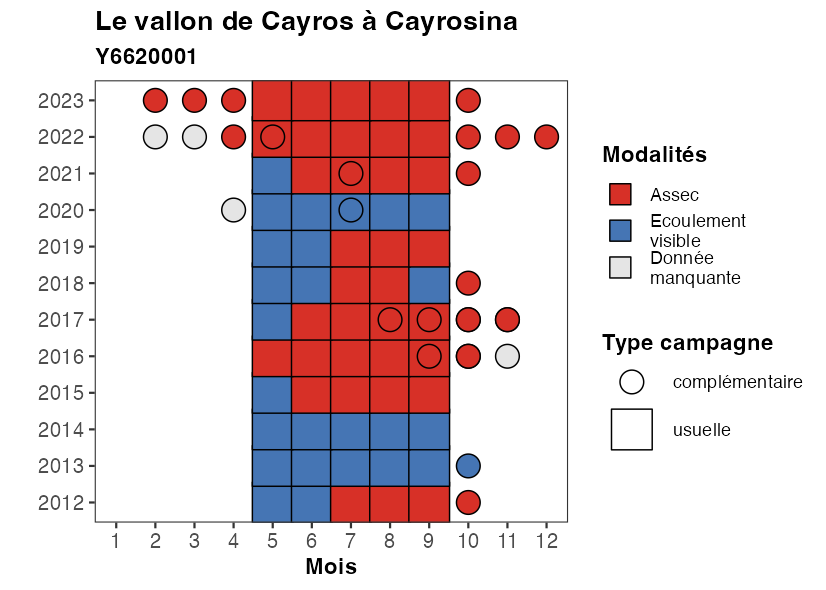 Le vallon de Cayros à Cayrosina
Y6620001
2023
2022
2021
2020
2019
2018
2017
2016
2015
2014
2013
2012
1 2 3 4 5 6 7 8 9 10 11 12
Mois
Modalités
Assec
Ecoulement
visible
Donnée
manquante
Type campagne
complémentaire
usuelle